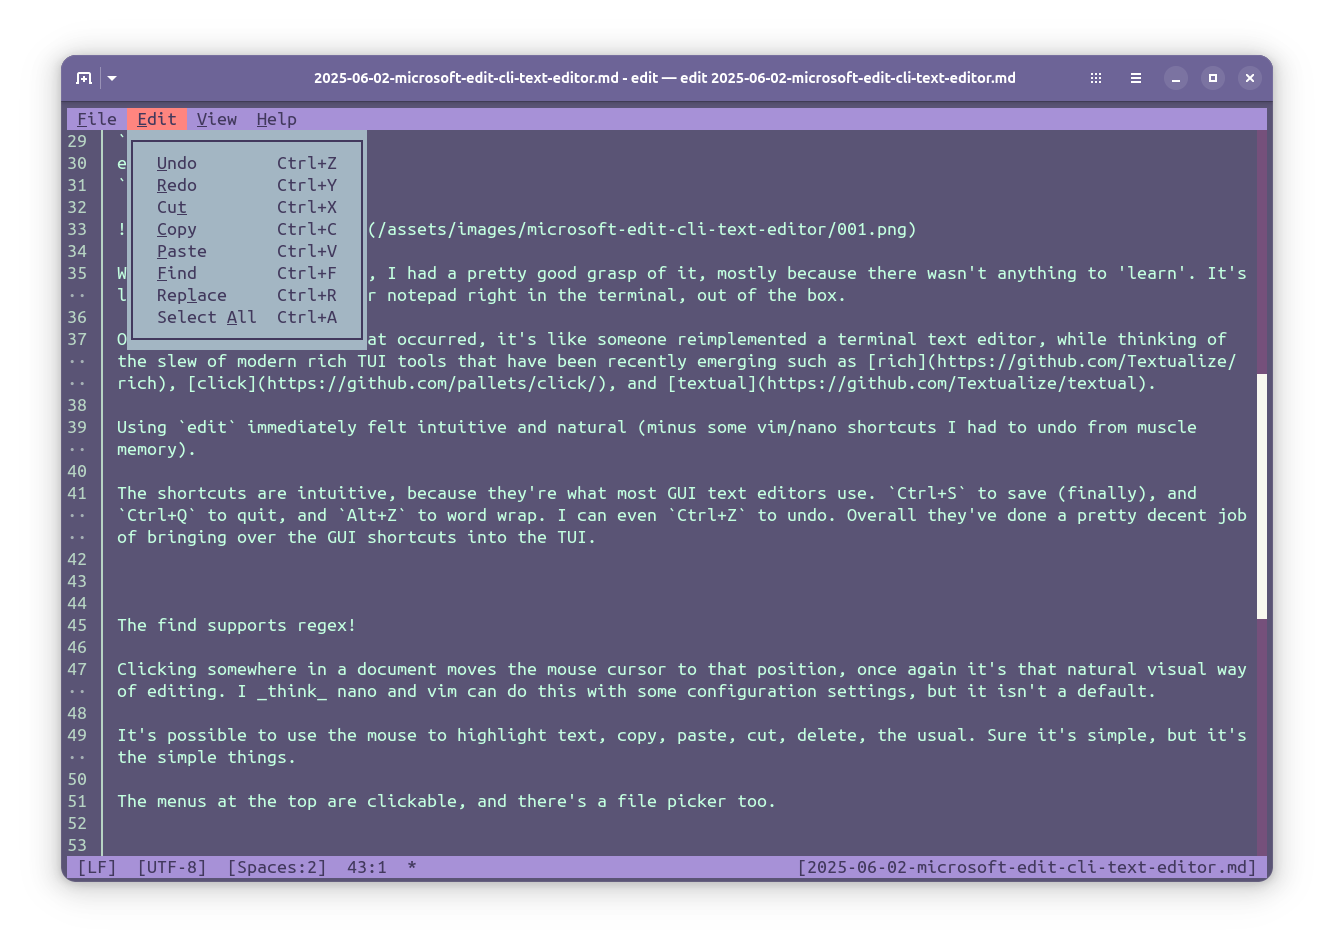 2025-06-02-microsoft-edit-cli-text-editor.md - edit — edit 2025-06-02-microsoft-edit-cli-text-editor.md
File Edit View Help
Undo Ctrl+Z
Redo Ctrl+Y
Cut Ctrl+X
Copy Ctrl+C
Paste Ctrl+V
Find Ctrl+F
Replace Ctrl+R
Select All Ctrl+A
29 `
30 e
31 `
32
33 ! (/assets/images/microsoft-edit-cli-text-editor/001.png)
34
35 W , I had a pretty good grasp of it, mostly because there wasn't anything to 'learn'. It's
·· l r notepad right in the terminal, out of the box.
36
37 O at occurred, it's like someone reimplemented a terminal text editor, while thinking of
·· the slew of modern rich TUI tools that have been recently emerging such as [rich](https://github.com/Textualize/
·· rich), [click](https://github.com/pallets/click/), and [textual](https://github.com/Textualize/textual).
38
39 Using `edit` immediately felt intuitive and natural (minus some vim/nano shortcuts I had to undo from muscle
·· memory).
40
41 The shortcuts are intuitive, because they're what most GUI text editors use. `Ctrl+S` to save (finally), and
·· `Ctrl+Q` to quit, and `Alt+Z` to word wrap. I can even `Ctrl+Z` to undo. Overall they've done a pretty decent job
·· of bringing over the GUI shortcuts into the TUI.
42
43
44
45 The find supports regex!
46
47 Clicking somewhere in a document moves the mouse cursor to that position, once again it's that natural visual way
·· of editing. I _think_ nano and vim can do this with some configuration settings, but it isn't a default.
48
49 It's possible to use the mouse to highlight text, copy, paste, cut, delete, the usual. Sure it's simple, but it's
·· the simple things.
50
51 The menus at the top are clickable, and there's a file picker too.
52
53
[LF] [UTF-8] [Spaces:2] 43:1 * [2025-06-02-microsoft-edit-cli-text-editor.md]